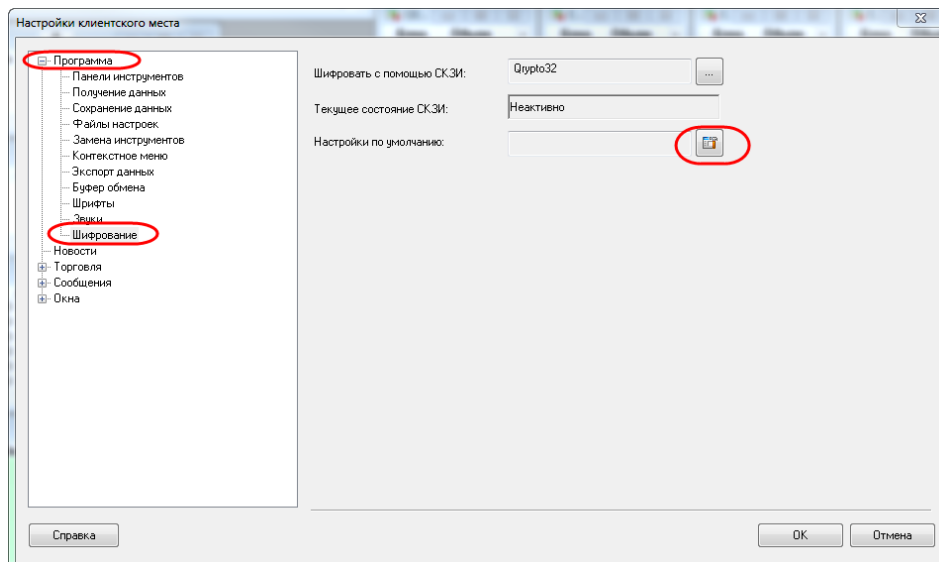 Настройки клиентского места
Программа
Панели инструментов
Получение данных
Сохранение данных
Файлы настроек
Замена инструментов
Контекстное меню
Экспорт данных
Буфер обмена
Шрифты
Звуки
Шифрование
Новости
Торговля
Сообщения
Окна
Шифровать с помощью СКЗИ:
Qrypto32
...
Текущее состояние СКЗИ:
Неактивно
Настройки по умолчанию:
Справка
OK
Отмена